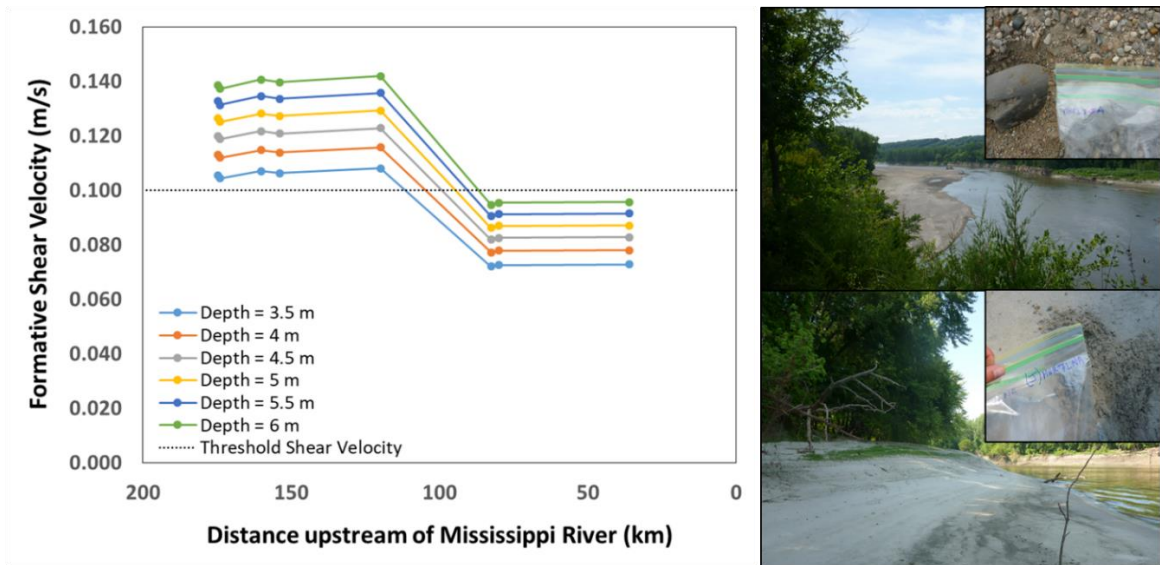 0.160
0.140
0.120
0.100
0.080
0.060
0.040
0.020
0.000
Formative Shear Velocity (m/s)
Depth = 3.5 m
Depth = 4 m
Depth = 4.5 m
Depth = 5 m
Depth = 5.5 m
Depth = 6 m
Threshold Shear Velocity
200 150 100 50 0
Distance upstream of Mississippi River (km)